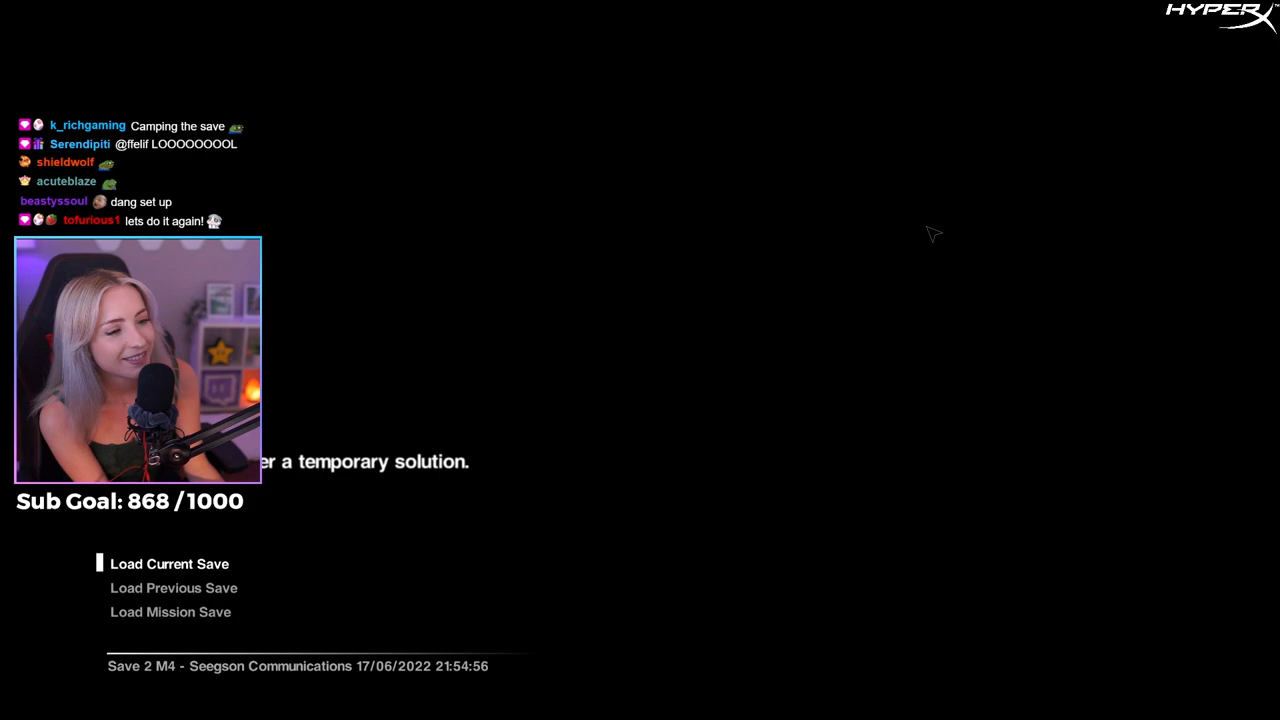 HYPERX
k_richgaming Camping the save
Serendipiti @ffelif LOOOOOOOOL
shieldwolf
acuteblaze
beastyssoul dang set up
tofurious1 lets do it again!
er a temporary solution.
Sub Goal: 868 /1000
Load Current Save
Load Previous Save
Load Mission Save
Save 2 M4 - Seegson Communications 17/06/2022 21:54:56